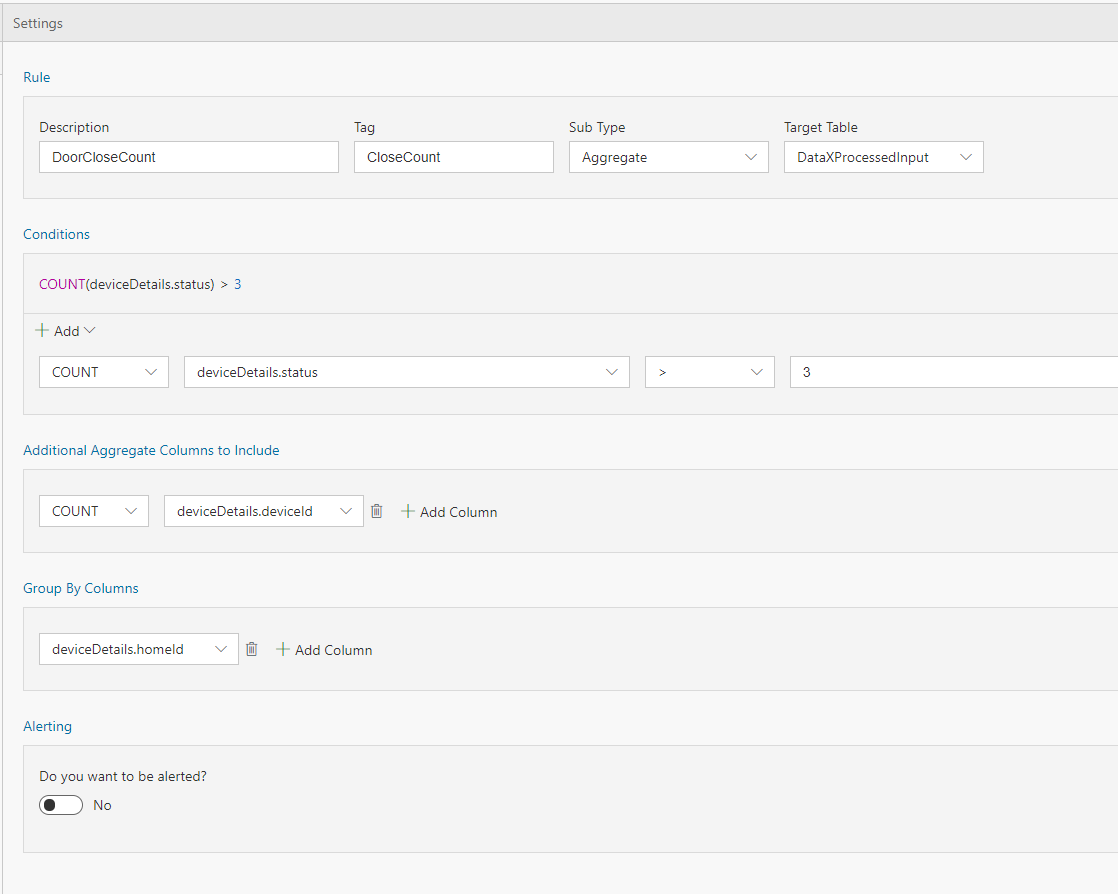 Settings
Rule
Description Tag Sub Type Target Table
DoorCloseCount CloseCount Aggregate DataXProcessedInput
Conditions
COUNT(deviceDetails.status) > 3
Add
COUNT deviceDetails.status > 3
Additional Aggregate Columns to Include
COUNT deviceDetails.deviceId Add Column
Group By Columns
deviceDetails.homeId Add Column
Alerting
Do you want to be alerted?
No